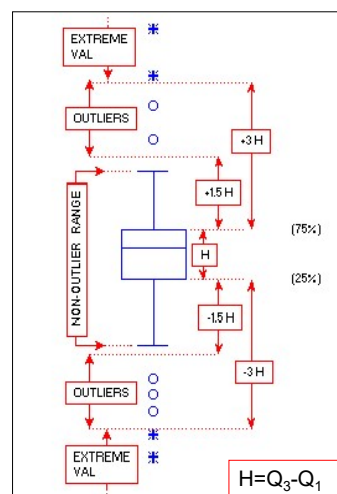 EXTREME
VAL
OUTLIERS
+3 H
+1.5 H
NON-OUTLIER RANGE
(75%)
H
(25%)
-1.5 H
-3 H
OUTLIERS
EXTREME
VAL
H=Q₃-Q₁